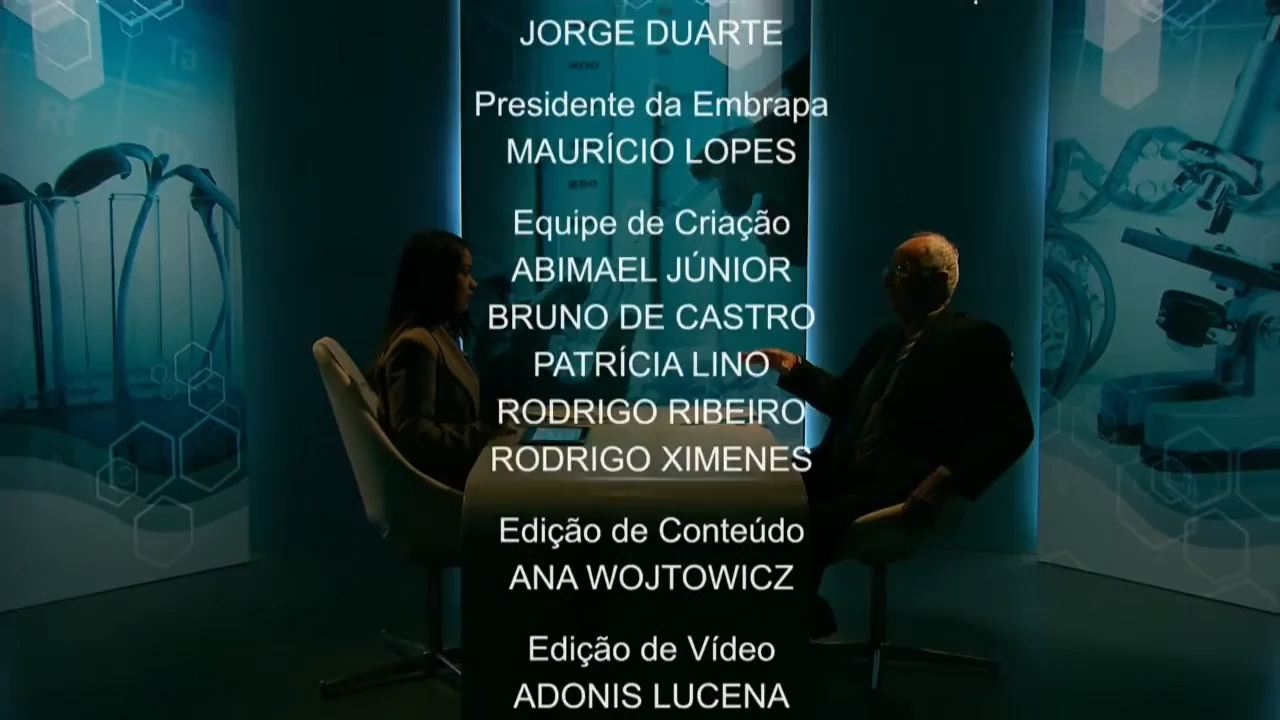 JORGE DUARTE
Presidente da Embrapa
MAURÍCIO LOPES
Equipe de Criação
ABIMAEL JÚNIOR
BRUNO DE CASTRO
PATRÍCIA LINO
RODRIGO RIBEIRO
RODRIGO XIMENES
Edição de Conteúdo
ANA WOJTOWICZ
Edição de Vídeo
ADONIS LUCENA